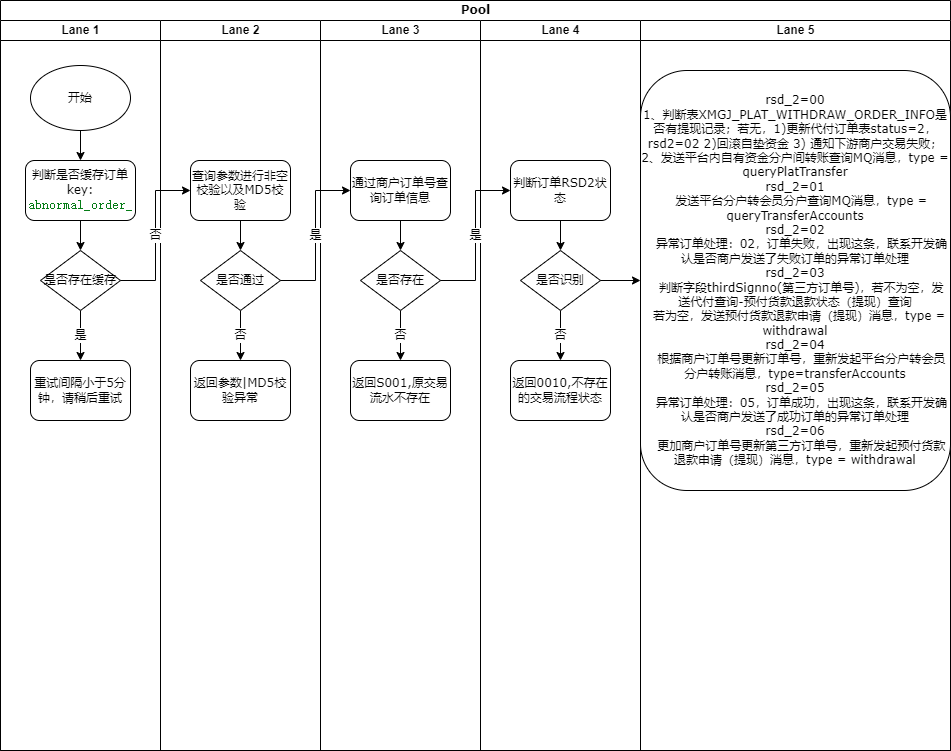 Pool
Lane 1
Lane 2
Lane 3
Lane 4
Lane 5
开始
判断是否缓存订单
key:
abnormal_order_
是否存在缓存
否
是
重试间隔小于5分
钟，请稍后重试
查询参数进行非空
校验以及MD5校
验
是否通过
是
否
返回参数|MD5校
验异常
通过商户订单号查
询订单信息
是否存在
是
否
返回S001,原交易
流水不存在
判断订单RSD2状
态
是否识别
否
返回0010,不存在
的交易流程状态
rsd_2=00
1、判断表XMGJ_PLAT_WITHDRAW_ORDER_INFO是
否有提现记录；若无，1)更新代付订单表status=2，
rsd2=02 2)回滚自垫资金 3) 通知下游商户交易失败；
2、发送平台内自有资金分户间转账查询MQ消息，type =
queryPlatTransfer
rsd_2=01
发送平台分户转会员分户查询MQ消息，type =
queryTransferAccounts
rsd_2=02
异常订单处理：02，订单失败，出现这条，联系开发确
认是否商户发送了失败订单的异常订单处理
rsd_2=03
判断字段thirdSignno(第三方订单号)，若不为空，发
送代付查询-预付货款退款状态（提现）查询
若为空，发送预付货款退款申请（提现）消息，type =
withdrawal
rsd_2=04
根据商户订单号更新订单号，重新发起平台分户转会员
分户转账消息，type=transferAccounts
rsd_2=05
异常订单处理：05，订单成功，出现这条，联系开发确
认是否商户发送了成功订单的异常订单处理
rsd_2=06
更加商户订单号更新第三方订单号，重新发起预付货款
退款申请（提现）消息，type = withdrawal